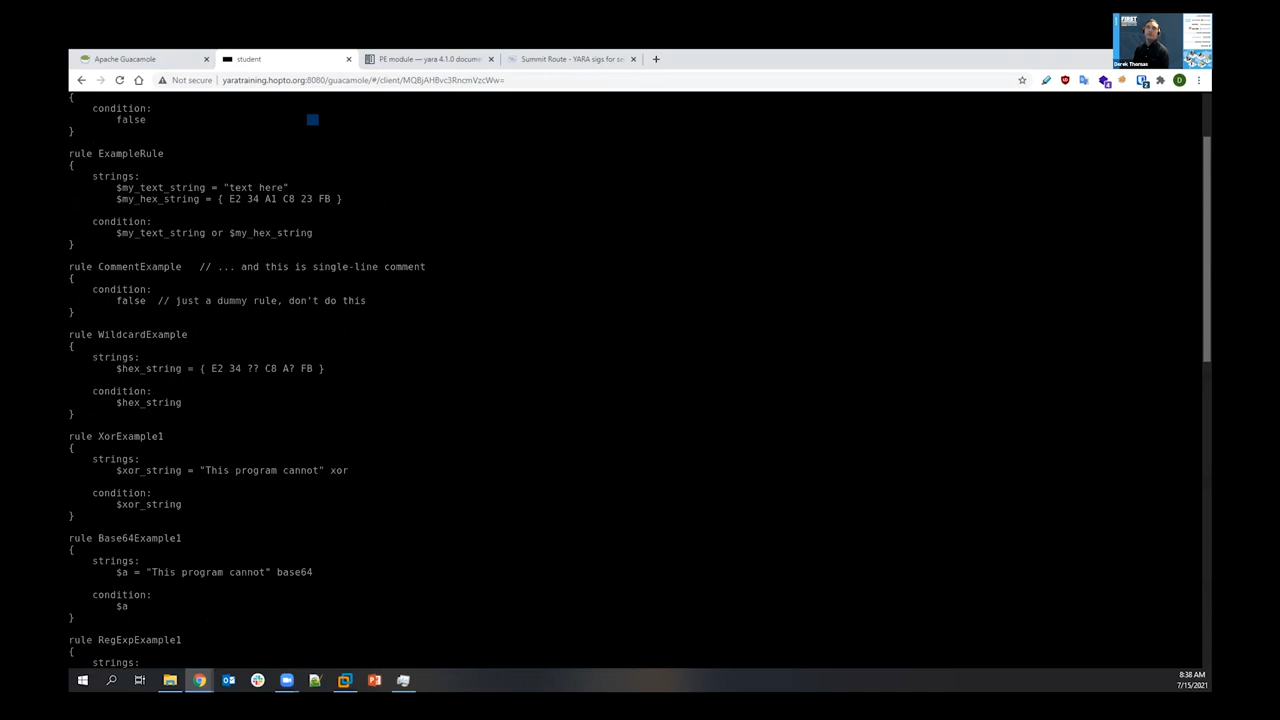 FIRST
Derek Thomas
Apache Guacamole
student
PE module — yara 4.1.0 docume
Summit Route - YARA sigs for se
Not secure
yaratraining.hopto.org:8080/guacamole/#/client/MQBjAHBvc3RncmVzcWw=
D
{
condition:
false
}
rule ExampleRule
{
strings:
$my_text_string = "text here"
$my_hex_string = { E2 34 A1 C8 23 FB }
condition:
$my_text_string or $my_hex_string
}
rule CommentExample // ... and this is single-line comment
{
condition:
false // just a dummy rule, don't do this
}
rule WildcardExample
{
strings:
$hex_string = { E2 34 ?? C8 A? FB }
condition:
$hex_string
}
rule XorExample1
{
strings:
$xor_string = "This program cannot" xor
condition:
$xor_string
}
rule Base64Example1
{
strings:
$a = "This program cannot" base64
condition:
$a
}
rule RegExpExample1
{
strings:
8:38 AM
7/15/2021